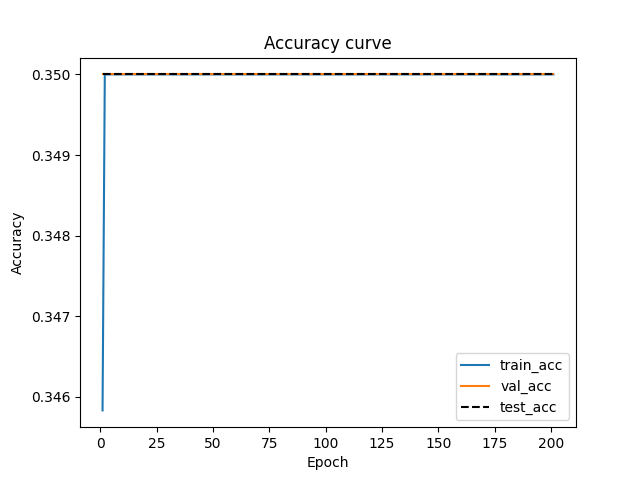 Accuracy curve
Accuracy
0.350
0.349
0.348
0.347
0.346
train_acc
val_acc
test_acc
0 25 50 75 100 125 150 175 200
Epoch